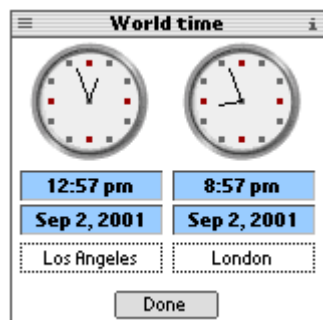 World time
12:57 pm 8:57 pm
Sep 2, 2001 Sep 2, 2001
Los Angeles London
Done